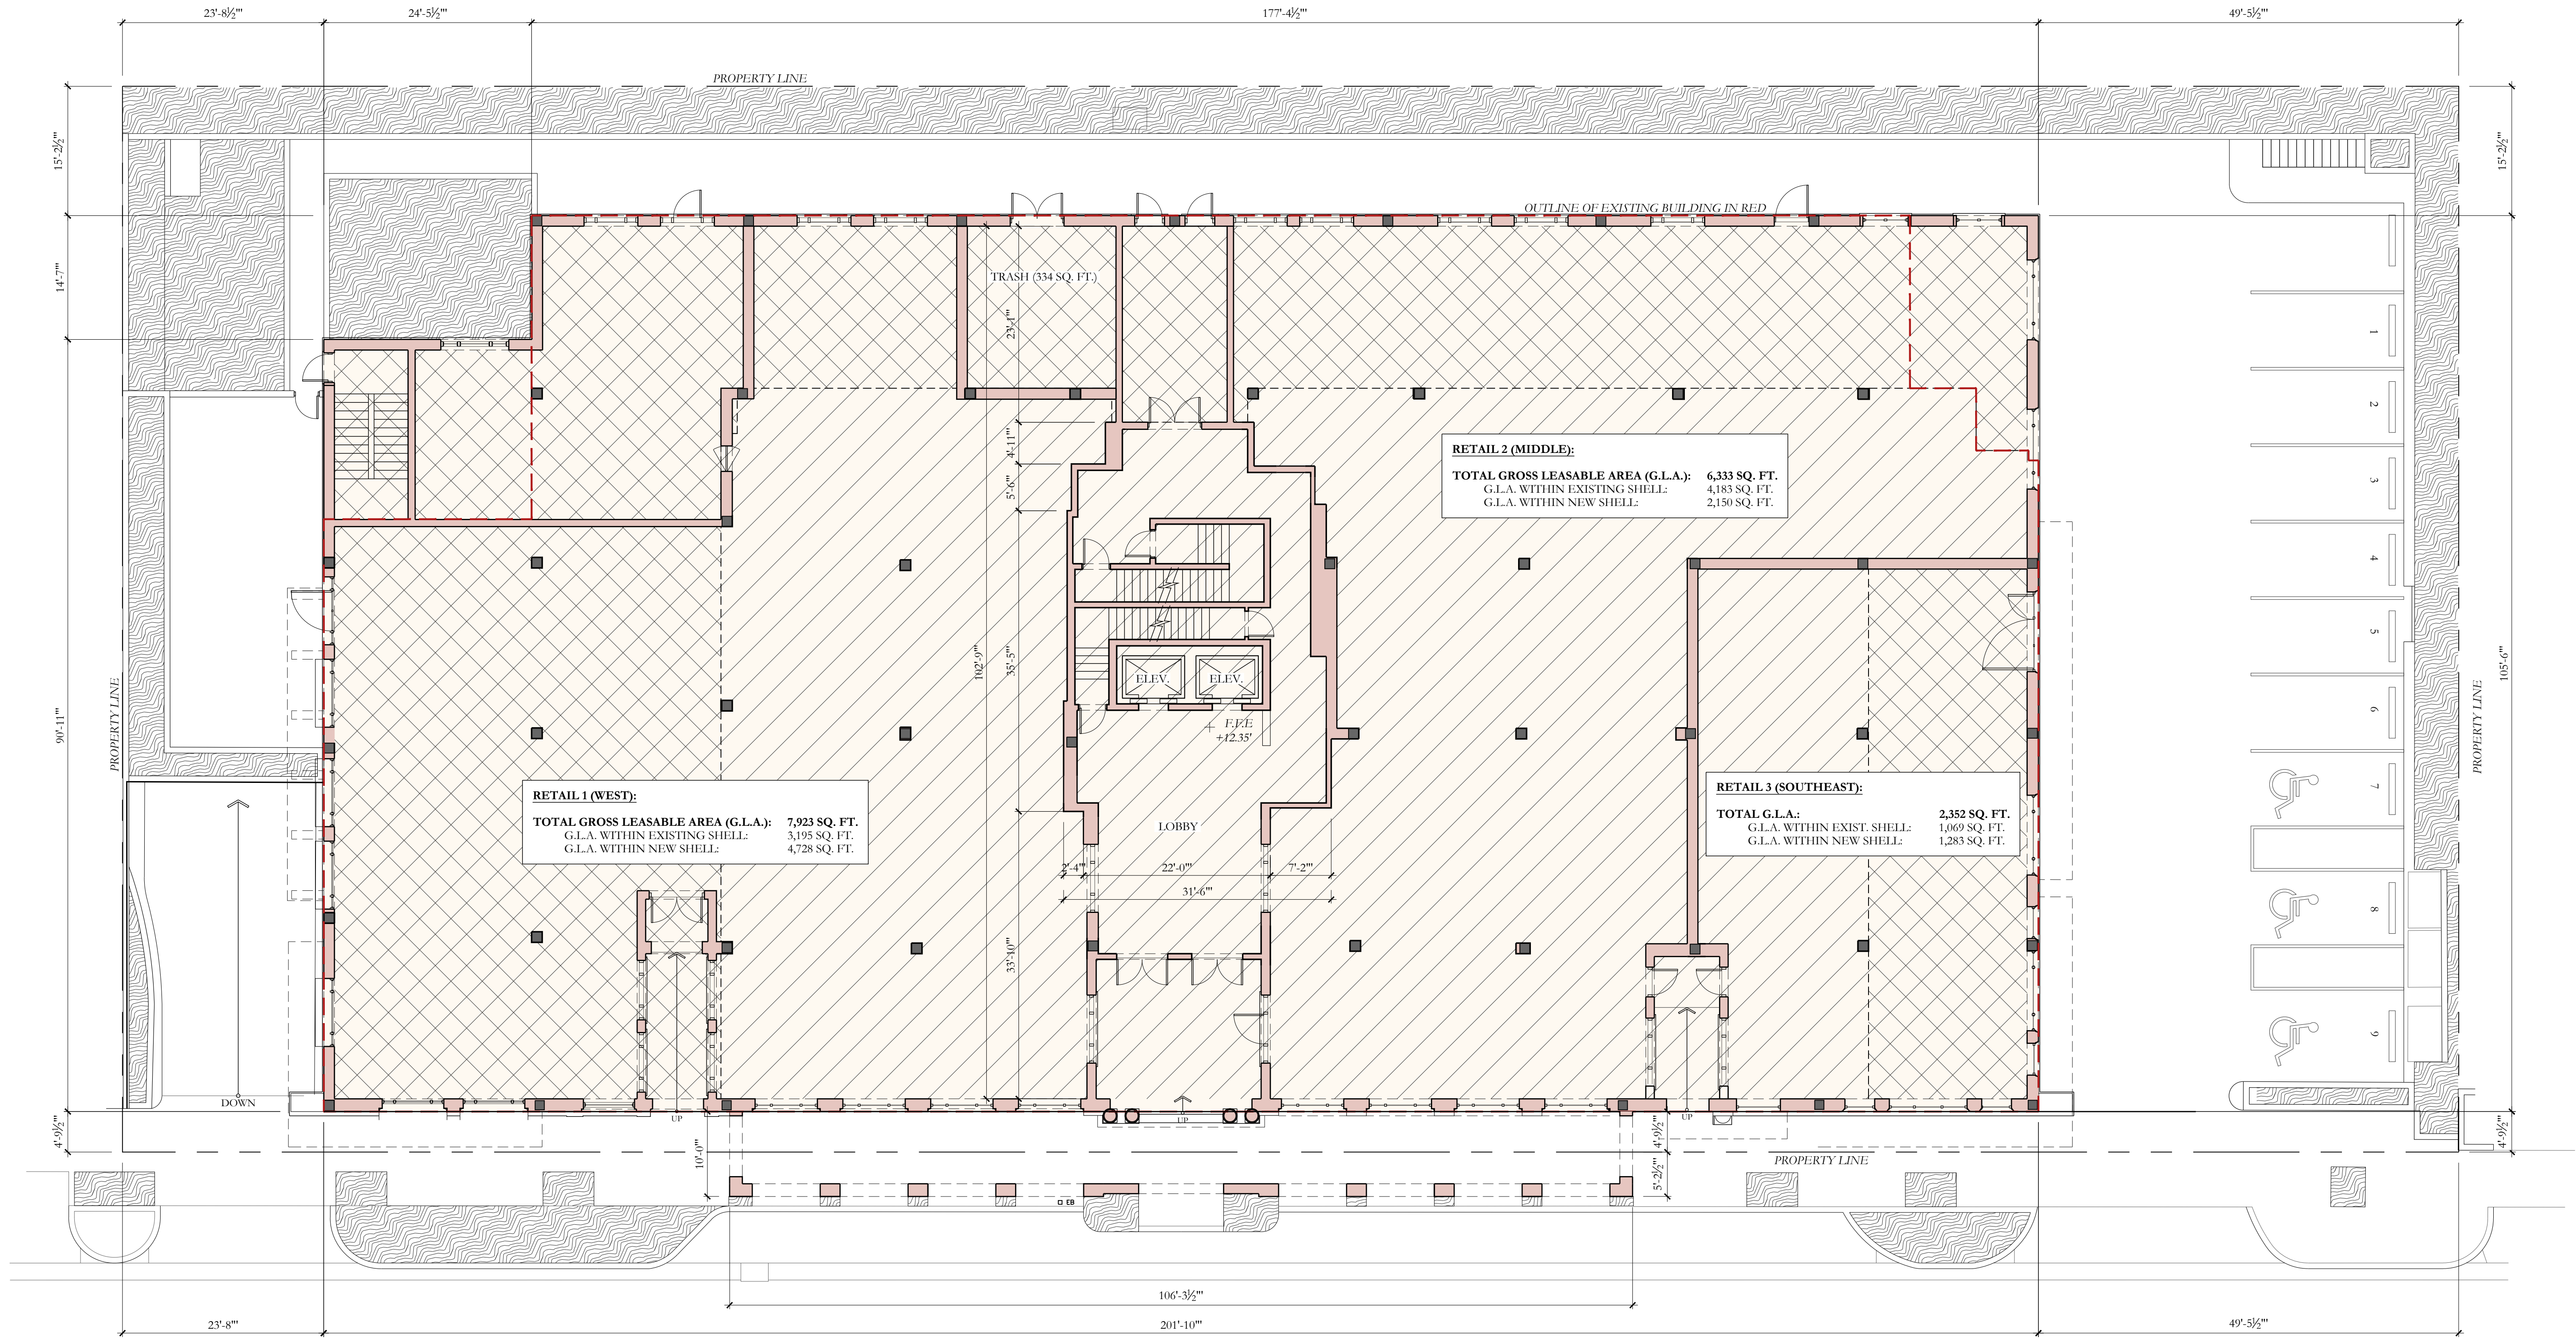 23'-8½"'
24'-5½"'
177'-4½"'
49'-5½"'
PROPERTY LINE
15'-2½"'
15'-2½"'
OUTLINE OF EXISTING BUILDING IN RED
14'-7"'
TRASH (334 SQ. FT.)
23'-1"'
1
2
3
4
5
6
7
8
9
4'-11"'
5'-6"'
RETAIL 2 (MIDDLE):
TOTAL GROSS LEASABLE AREA (G.L.A.): 6,333 SQ. FT.
G.L.A. WITHIN EXISTING SHELL: 4,183 SQ. FT.
G.L.A. WITHIN NEW SHELL: 2,150 SQ. FT.
102'-9"'
35'-5"'
ELEV.
ELEV.
F.F.E
+12.35'
105'-6"'
PROPERTY LINE
PROPERTY LINE
90'-11"'
RETAIL 1 (WEST):
TOTAL GROSS LEASABLE AREA (G.L.A.): 7,923 SQ. FT.
G.L.A. WITHIN EXISTING SHELL: 3,195 SQ. FT.
G.L.A. WITHIN NEW SHELL: 4,728 SQ. FT.
RETAIL 3 (SOUTHEAST):
TOTAL G.L.A.: 2,352 SQ. FT.
G.L.A. WITHIN EXIST. SHELL: 1,069 SQ. FT.
G.L.A. WITHIN NEW SHELL: 1,283 SQ. FT.
LOBBY
2'-4"'
22'-0"'
7'-2"'
31'-6"'
33'-10"'
DOWN
UP
UP
UP
4'-9½"'
10'-0"'
4'-9½"'
5'-2½"'
4'-9½"'
PROPERTY LINE
EB
106'-3½"'
23'-8"'
201'-10"'
49'-5½"'